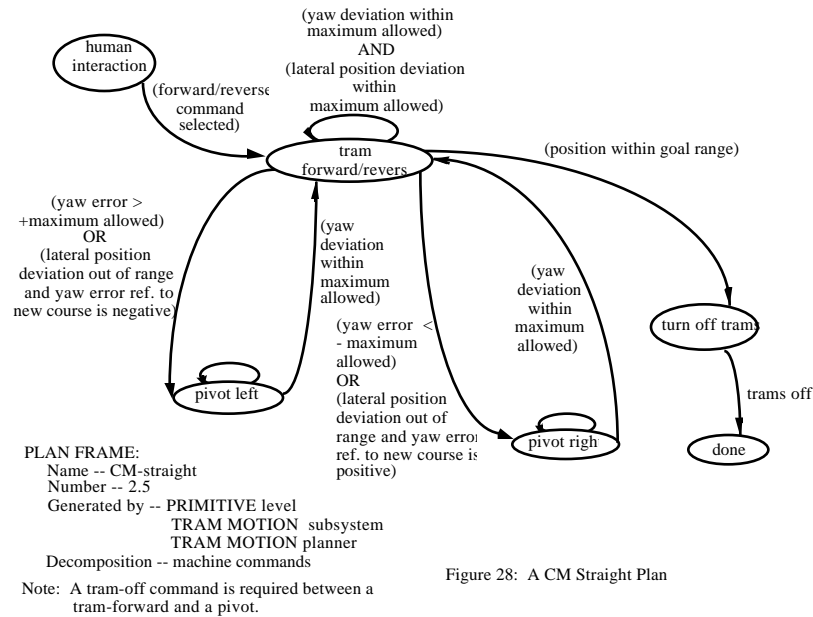 human
interaction
(forward/reverse
command
selected)
(yaw deviation within
maximum allowed)
AND
(lateral position deviation
within
maximum allowed)
tram
forward/revers
(position within goal range)
(yaw error >
+maximum allowed)
OR
(lateral position
deviation out of range
and yaw error ref. to
new course is negative)
(yaw
deviation
within
maximum
allowed)
(yaw error <
- maximum
allowed)
OR
(lateral position
deviation out of
range and yaw error
ref. to new course is
positive)
(yaw
deviation
within
maximum
allowed)
turn off trams
trams off
pivot left
pivot righ
done
PLAN FRAME:
Name -- CM-straight
Number -- 2.5
Generated by -- PRIMITIVE level
TRAM MOTION subsystem
TRAM MOTION planner
Decomposition -- machine commands
Note: A tram-off command is required between a
tram-forward and a pivot.
Figure 28: A CM Straight Plan